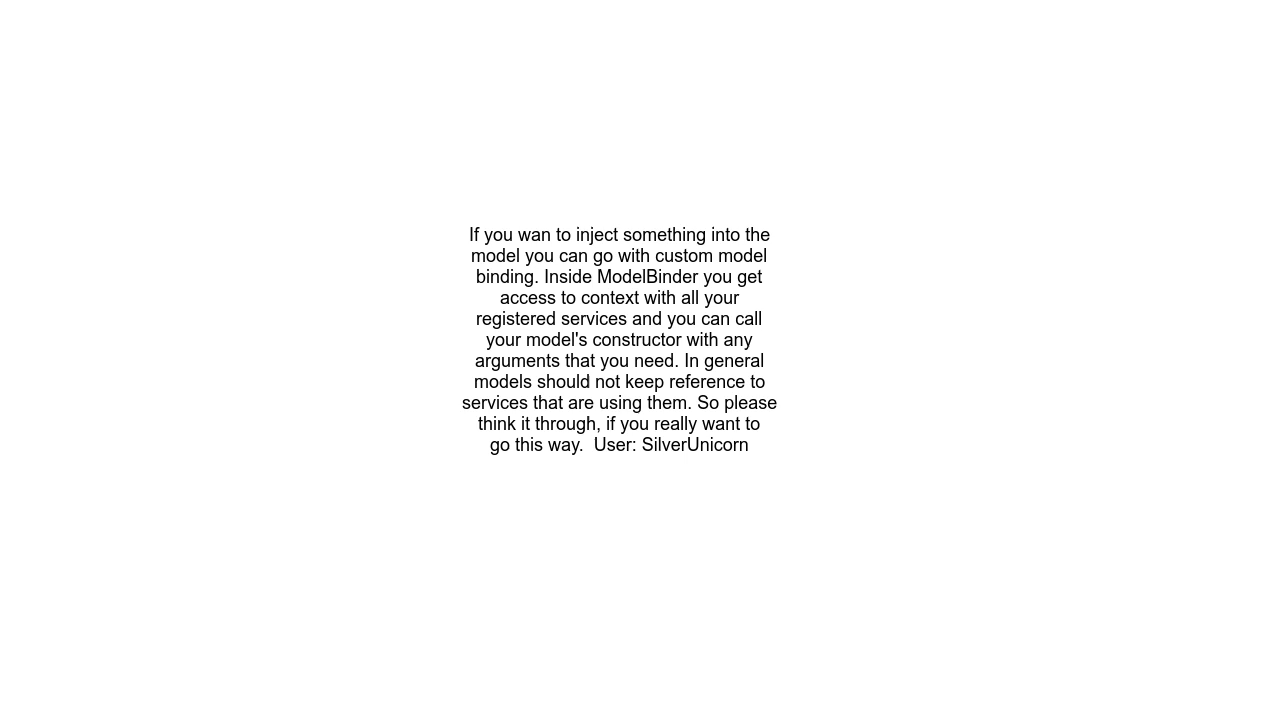 If you wan to inject something into the
model you can go with custom model
binding. Inside ModelBinder you get
access to context with all your
registered services and you can call
your model's constructor with any
arguments that you need. In general
models should not keep reference to
services that are using them. So please
think it through, if you really want to
go this way.  User: SilverUnicorn